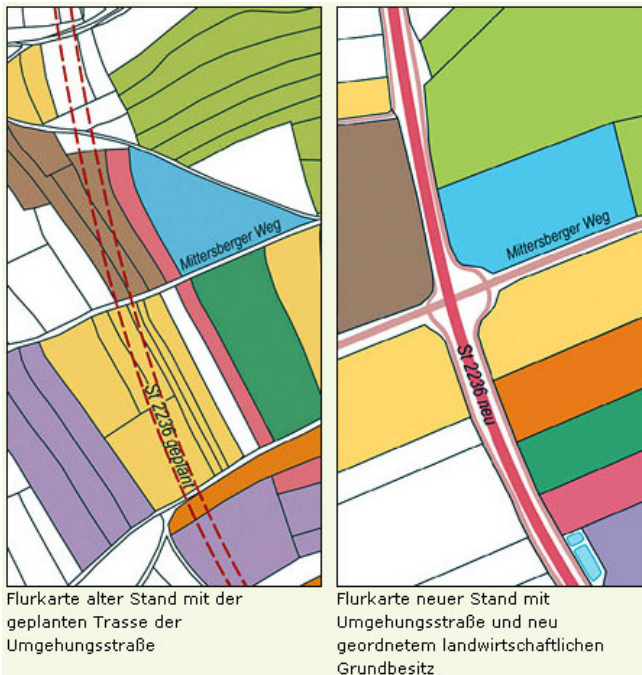 Mittersberger Weg
St 2236 geplant
Mittersberger Weg
St 2236 neu
Flurkarte alter Stand mit der
geplanten Trasse der
Umgehungsstraße
Flurkarte neuer Stand mit
Umgehungsstraße und neu
geordnetem landwirtschaftlichen
Grundbesitz